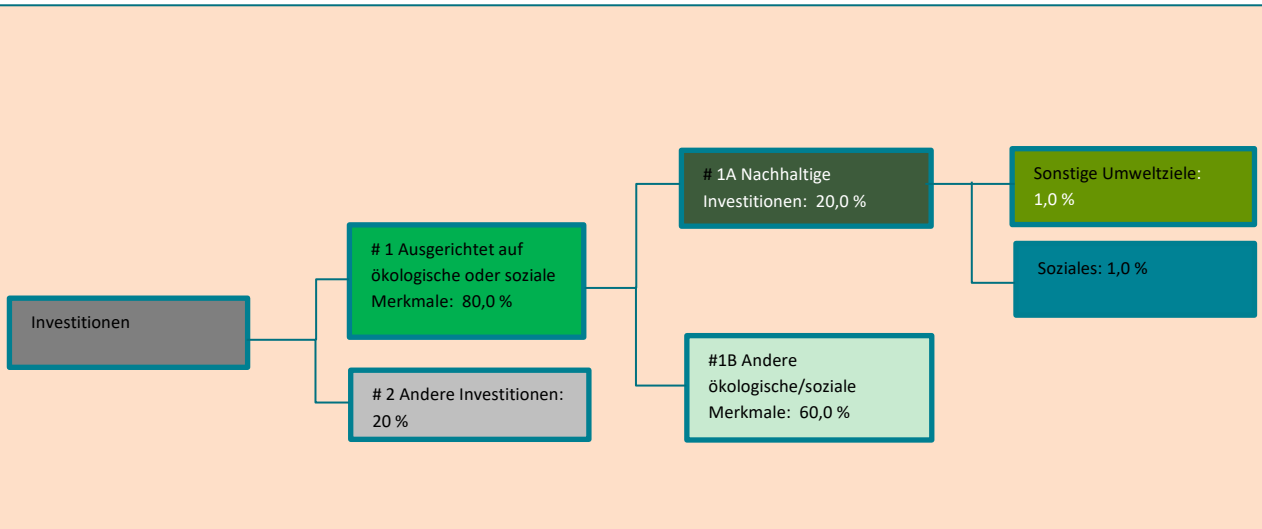 Investitionen
# 1 Ausgerichtet auf
ökologische oder soziale
Merkmale: 80,0 %
# 2 Andere Investitionen:
20 %
# 1A Nachhaltige
Investitionen: 20,0 %
#1B Andere
ökologische/soziale
Merkmale: 60,0 %
Sonstige Umweltziele:
1,0 %
Soziales: 1,0 %